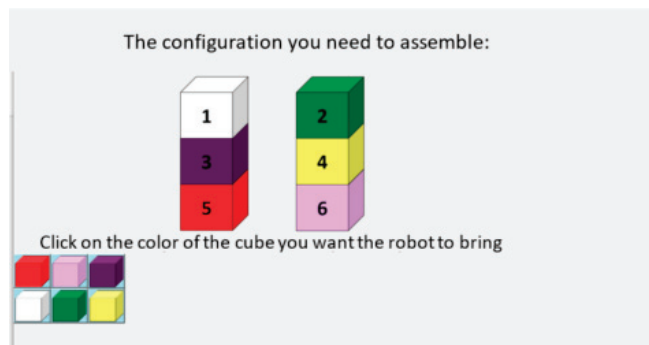 The configuration you need to assemble:
1 2
3 4
5 6
Click on the color of the cube you want the robot to bring